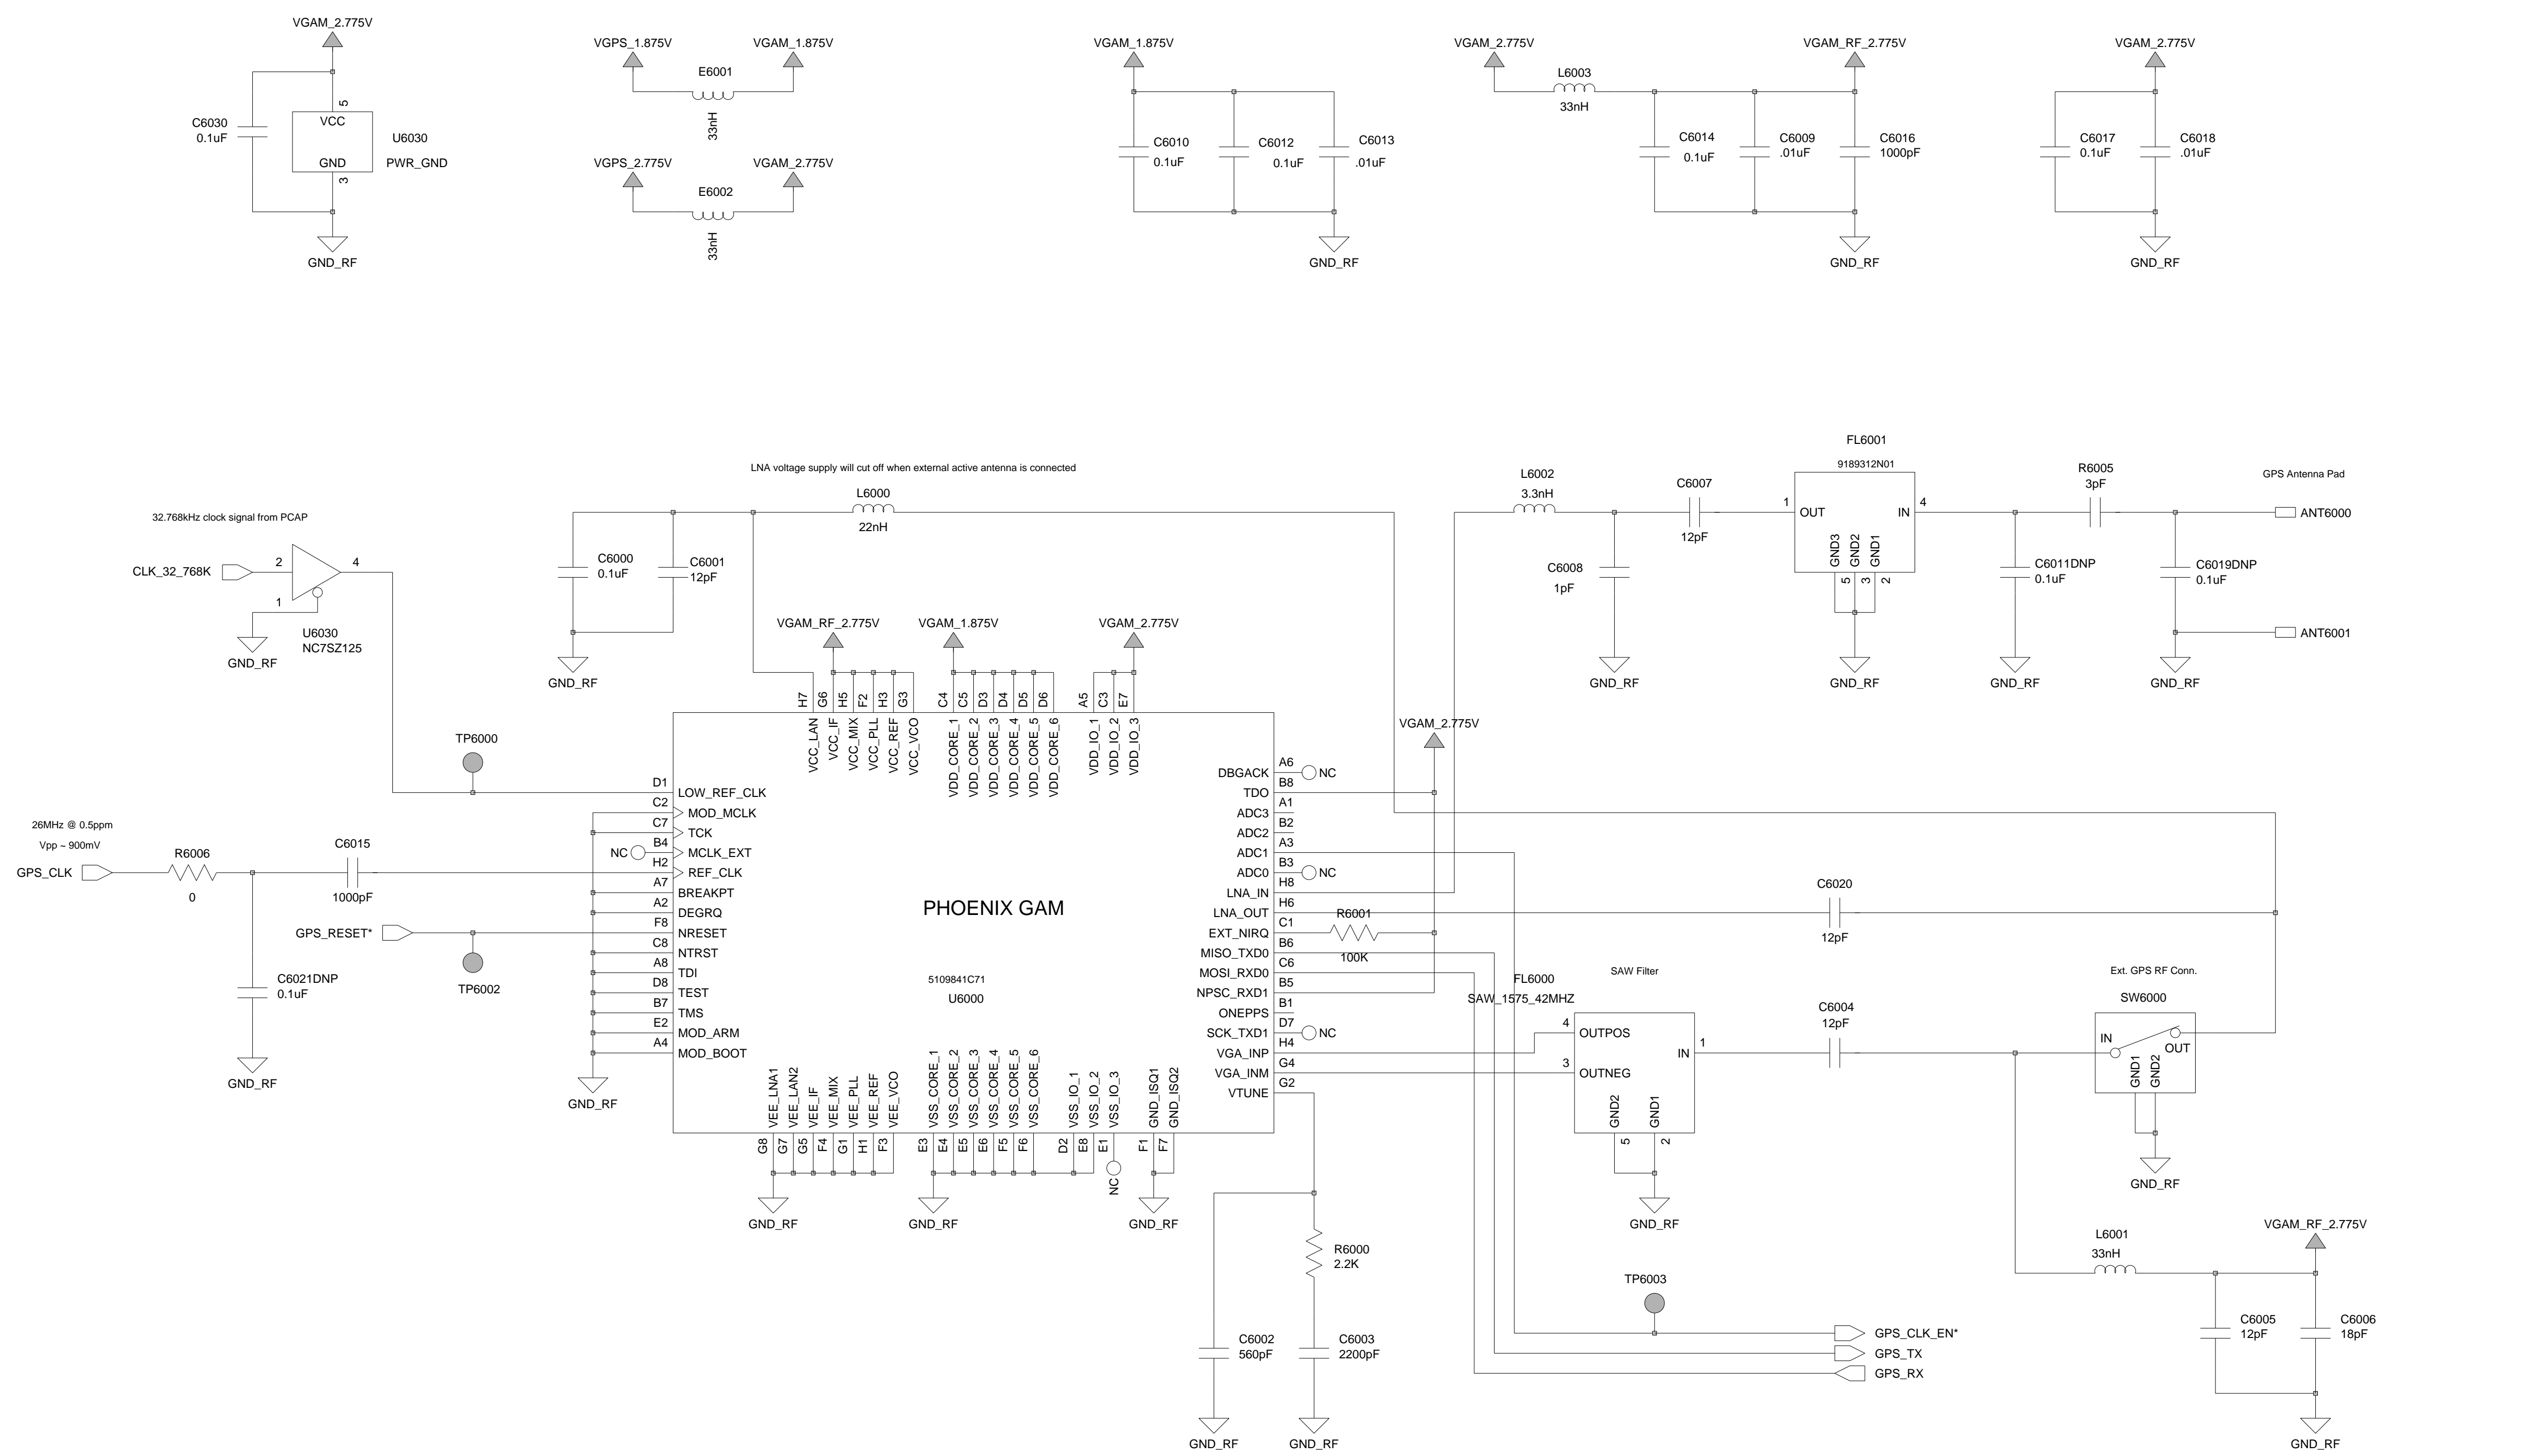 VGAM_2.775V
C6030
0.1uF
5
VCC
GND
3
U6030
PWR_GND
GND_RF
VGPS_1.875V
VGAM_1.875V
E6001
33nH
VGPS_2.775V
VGAM_2.775V
E6002
33nH
VGAM_1.875V
C6010
0.1uF
C6012
0.1uF
C6013
.01uF
GND_RF
VGAM_2.775V
L6003
33nH
VGAM_RF_2.775V
C6014
0.1uF
C6009
.01uF
C6016
1000pF
GND_RF
VGAM_2.775V
C6017
0.1uF
C6018
.01uF
GND_RF
LNA voltage supply will cut off when external active antenna is connected
L6000
22nH
C6000
0.1uF
C6001
12pF
GND_RF
32.768kHz clock signal from PCAP
CLK_32_768K
2
4
1
U6030
NC7SZ125
GND_RF
L6002
3.3nH
C6007
12pF
C6008
1pF
GND_RF
FL6001
9189312N01
1
OUT
IN
4
GND3
GND2
GND1
5
3
2
GND_RF
R6005
3pF
GPS Antenna Pad
ANT6000
C6011DNP
0.1uF
C6019DNP
0.1uF
ANT6001
GND_RF
GND_RF
VGAM_RF_2.775V
VGAM_1.875V
VGAM_2.775V
H7
G6
H5
F2
H3
G3
C4
C5
D3
D4
D5
D6
A5
C3
E7
VCC_LAN
VCC_IF
VCC_MIX
VCC_PLL
VCC_REF
VCC_VCO
VDD_CORE_1
VDD_CORE_2
VDD_CORE_3
VDD_CORE_4
VDD_CORE_5
VDD_CORE_6
VDD_IO_1
VDD_IO_2
VDD_IO_3
TP6000
26MHz @ 0.5ppm
Vpp ~ 900mV
GPS_CLK
R6006
0
C6015
1000pF
C6021DNP
0.1uF
GND_RF
GPS_RESET*
TP6002
NC
GND_RF
D1
LOW_REF_CLK
C2
MOD_MCLK
C7
TCK
B4
MCLK_EXT
H2
REF_CLK
A7
BREAKPT
A2
DEGRQ
F8
NRESET
C8
NTRST
A8
TDI
D8
TEST
B7
TMS
E2
MOD_ARM
A4
MOD_BOOT
PHOENIX GAM
5109841C71
U6000
DBGACK
A6
NC
TDO
B8
ADC3
A1
ADC2
B2
ADC1
A3
ADC0
B3
NC
LNA_IN
H8
LNA_OUT
H6
EXT_NIRQ
C1
MISO_TXD0
B6
MOSI_RXD0
C6
NPSC_RXD1
B5
ONEPPS
B1
SCK_TXD1
D7
NC
VGA_INP
H4
VGA_INM
G4
VTUNE
G2
VGAM_2.775V
R6001
100K
C6020
12pF
VEE_LNA1
VEE_LAN2
VEE_IF
VEE_MIX
VEE_PLL
VEE_REF
VEE_VCO
VSS_CORE_1
VSS_CORE_2
VSS_CORE_3
VSS_CORE_4
VSS_CORE_5
VSS_CORE_6
VSS_IO_1
VSS_IO_2
VSS_IO_3
GND_ISQ1
GND_ISQ2
G8
G7
G5
F4
G1
H1
F3
E3
E4
E5
E6
F5
F6
D2
E8
E1
F1
F7
NC
GND_RF
GND_RF
GND_RF
FL6000
SAW_1575_42MHZ
SAW Filter
4
OUTPOS
3
OUTNEG
IN
1
GND2
GND1
5
2
GND_RF
C6004
12pF
Ext. GPS RF Conn.
SW6000
IN
OUT
GND1
GND2
GND_RF
R6000
2.2K
C6002
560pF
C6003
2200pF
GND_RF
GND_RF
TP6003
GPS_CLK_EN*
GPS_TX
GPS_RX
L6001
33nH
VGAM_RF_2.775V
C6005
12pF
C6006
18pF
GND_RF